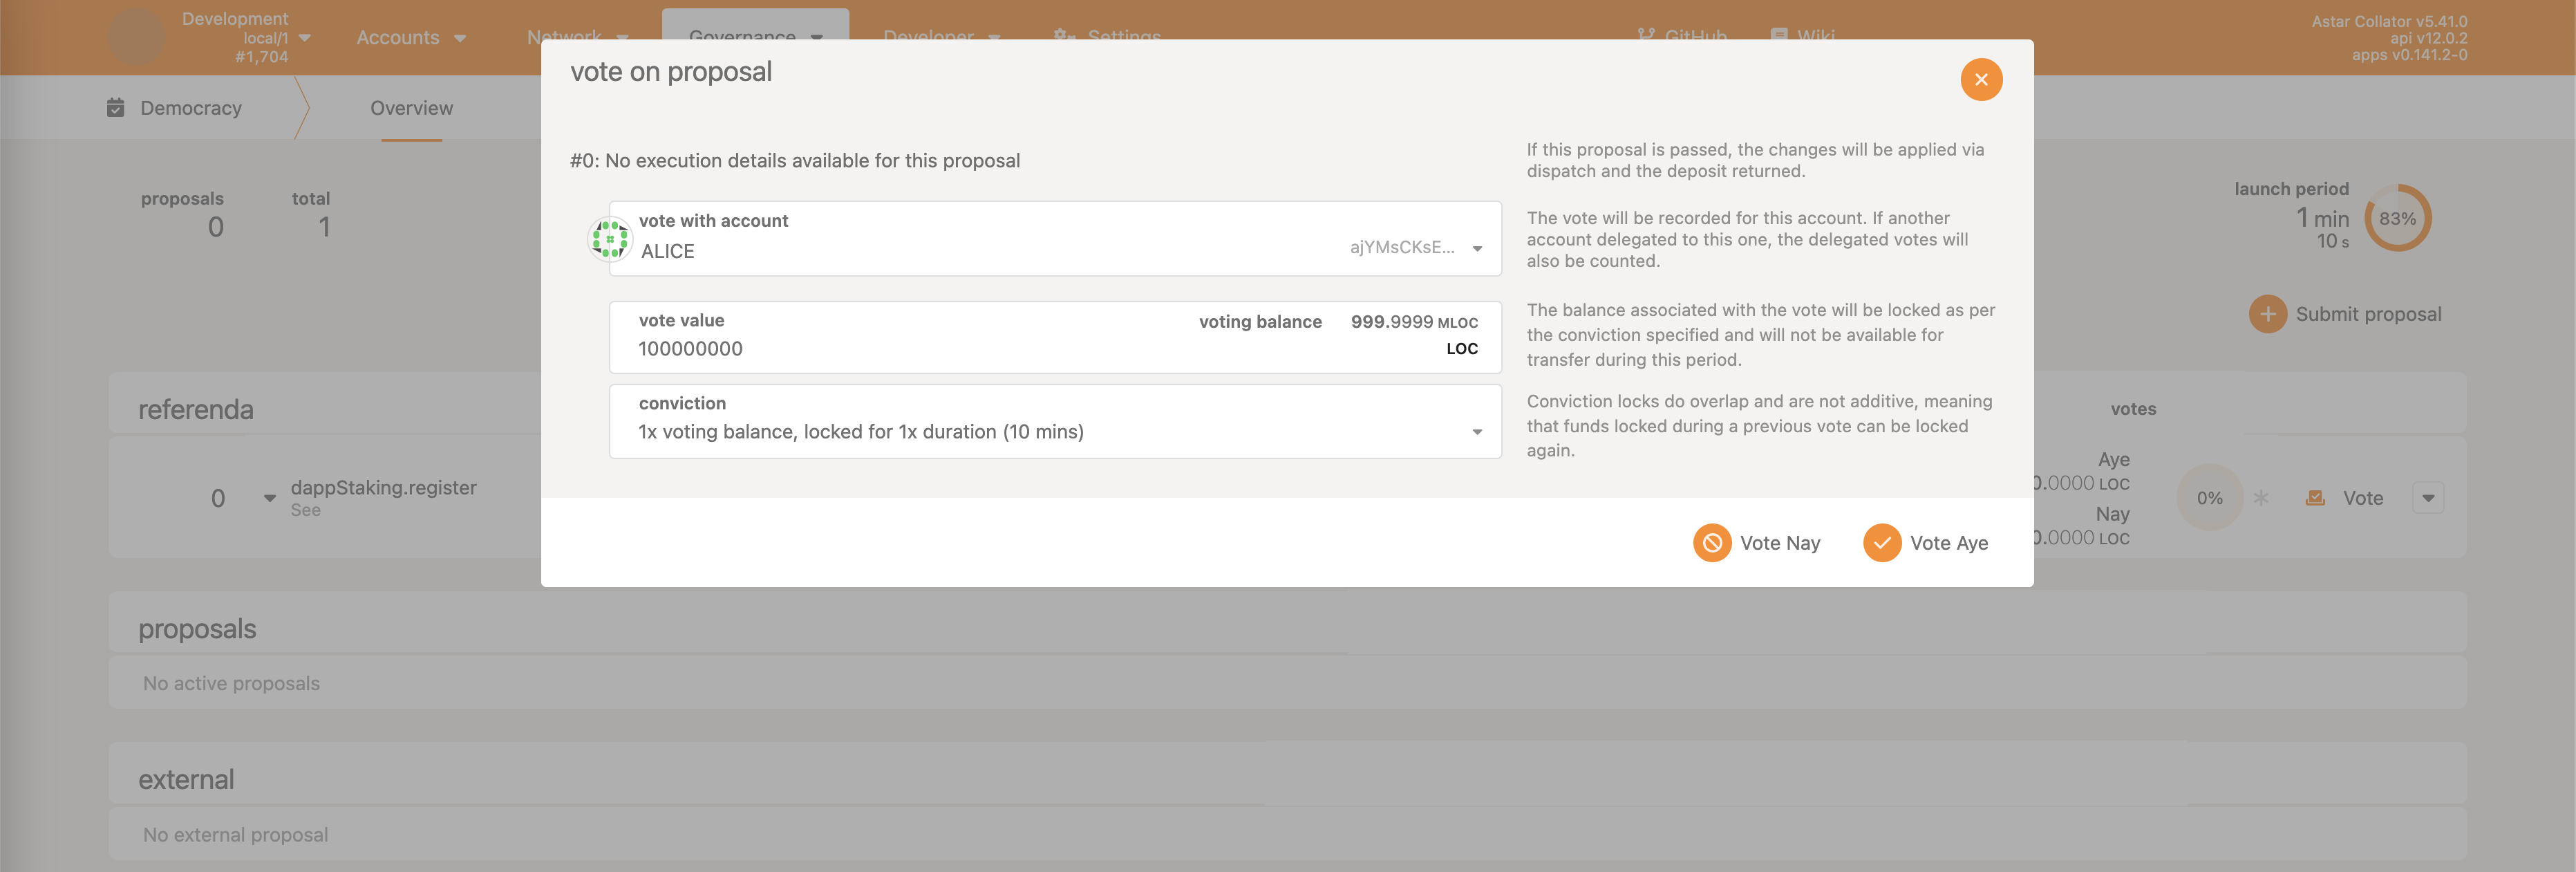 Development
local/1
#1,704
Accounts
Network
Governance
Developer
Settings
GitHub
Wiki
Astar Collator v5.41.0
api v12.0.2
apps v0.141.2-0
Democracy
Overview
proposals
0
total
1
launch period
1 min
10 s
83%
Submit proposal
vote on proposal
#0: No execution details available for this proposal
If this proposal is passed, the changes will be applied via
dispatch and the deposit returned.
vote with account
ALICE
ajYMsCKsE...
The vote will be recorded for this account. If another
account delegated to this one, the delegated votes will
also be counted.
vote value
100000000
voting balance 999.9999 MLOC
LOC
The balance associated with the vote will be locked as per
the conviction specified and will not be available for
transfer during this period.
conviction
1x voting balance, locked for 1x duration (10 mins)
Conviction locks do overlap and are not additive, meaning
that funds locked during a previous vote can be locked
again.
Vote Nay
Vote Aye
referenda
votes
0
dappStaking.register
See
Aye
0.0000 LOC
Nay
0.0000 LOC
0%
Vote
proposals
No active proposals
external
No external proposal